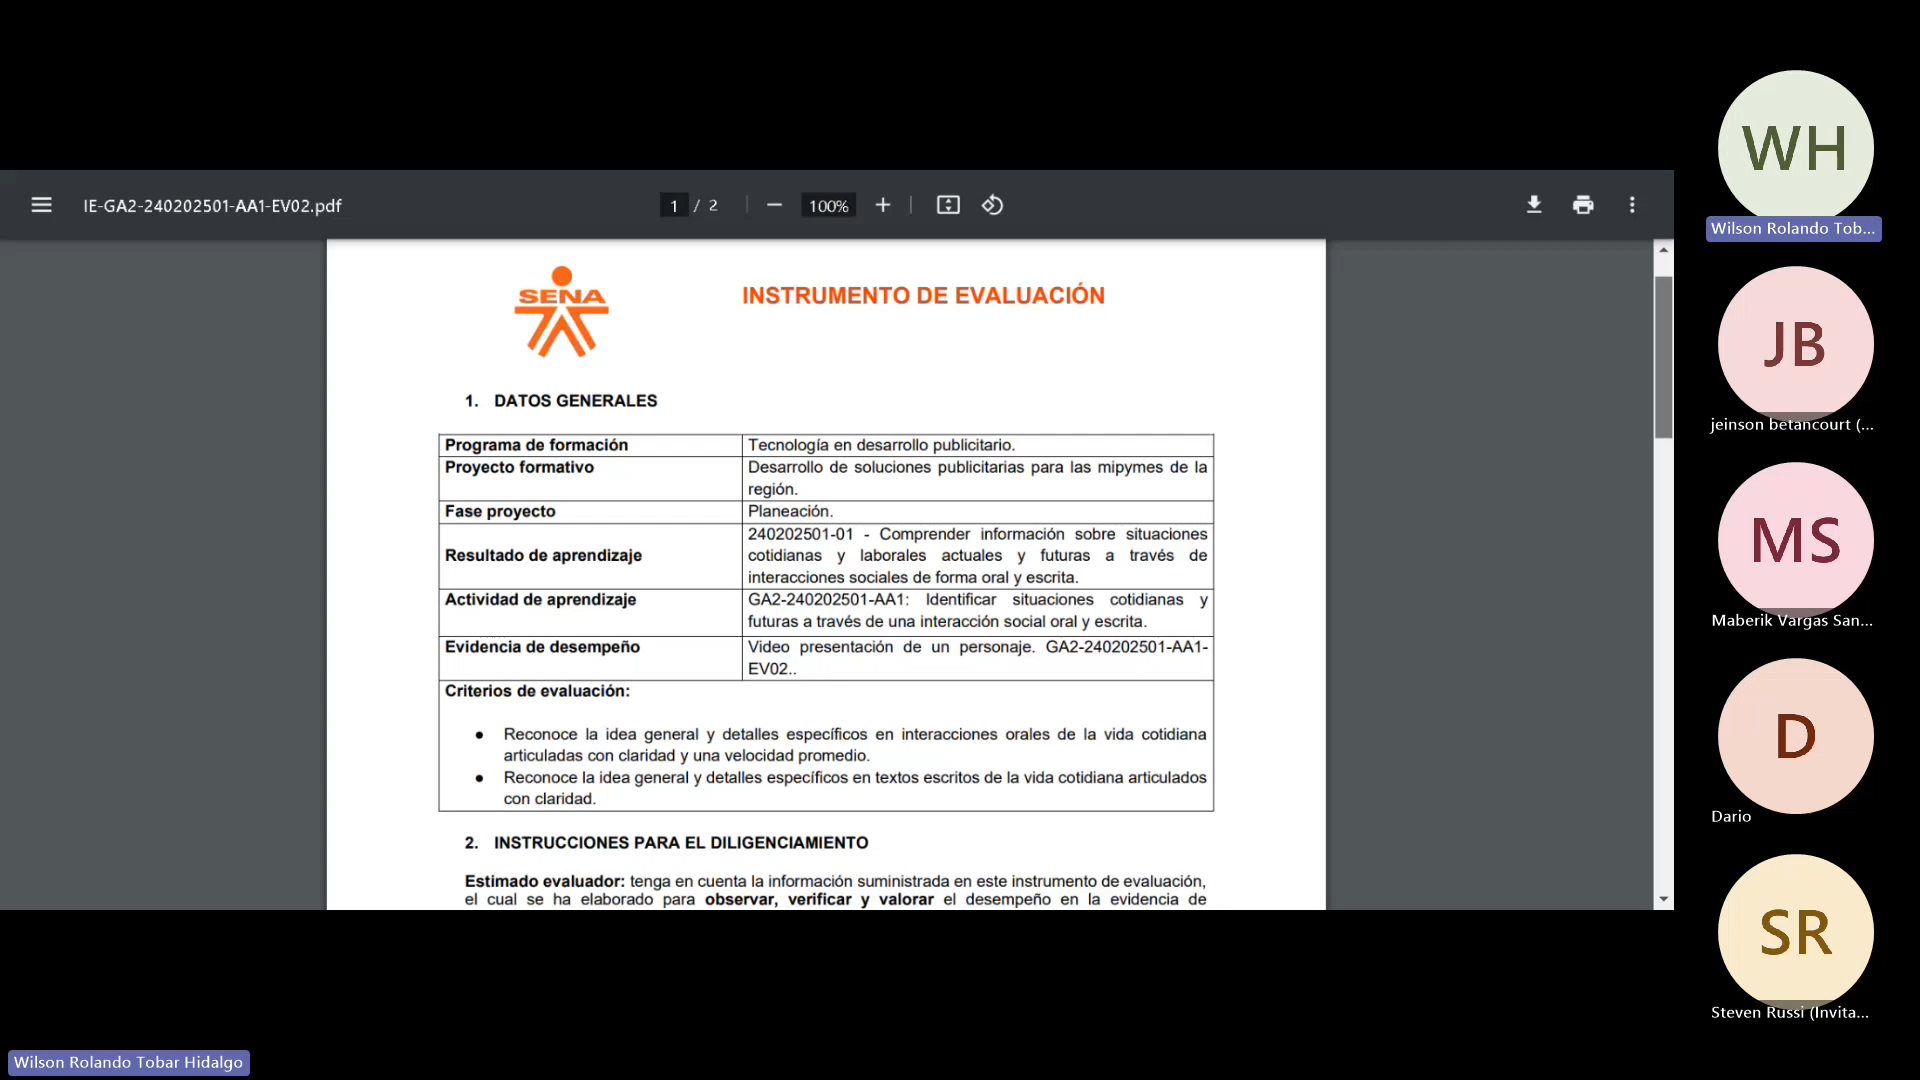 IE-GA2-240202501-AA1-EV02.pdf
1 / 2
100%
SENA
INSTRUMENTO DE EVALUACIÓN
1. DATOS GENERALES
Programa de formación
Tecnología en desarrollo publicitario.
Proyecto formativo
Desarrollo de soluciones publicitarias para las mipymes de la
región.
Fase proyecto
Planeación.
Resultado de aprendizaje
240202501-01 - Comprender información sobre situaciones
cotidianas y laborales actuales y futuras a través de
interacciones sociales de forma oral y escrita.
Actividad de aprendizaje
GA2-240202501-AA1: Identificar situaciones cotidianas y
futuras a través de una interacción social oral y escrita.
Evidencia de desempeño
Video presentación de un personaje. GA2-240202501-AA1-
EV02..
Criterios de evaluación:
● Reconoce la idea general y detalles específicos en interacciones orales de la vida cotidiana
articuladas con claridad y una velocidad promedio.
● Reconoce la idea general y detalles específicos en textos escritos de la vida cotidiana articulados
con claridad.
2. INSTRUCCIONES PARA EL DILIGENCIAMIENTO
Estimado evaluador: tenga en cuenta la información suministrada en este instrumento de evaluación,
el cual se ha elaborado para observar, verificar y valorar el desempeño en la evidencia de
WH
Wilson Rolando Tob...
JB
jeinson betancourt (...
MS
Maberik Vargas San...
D
Dario
SR
Steven Russi (Invita...
Wilson Rolando Tobar Hidalgo